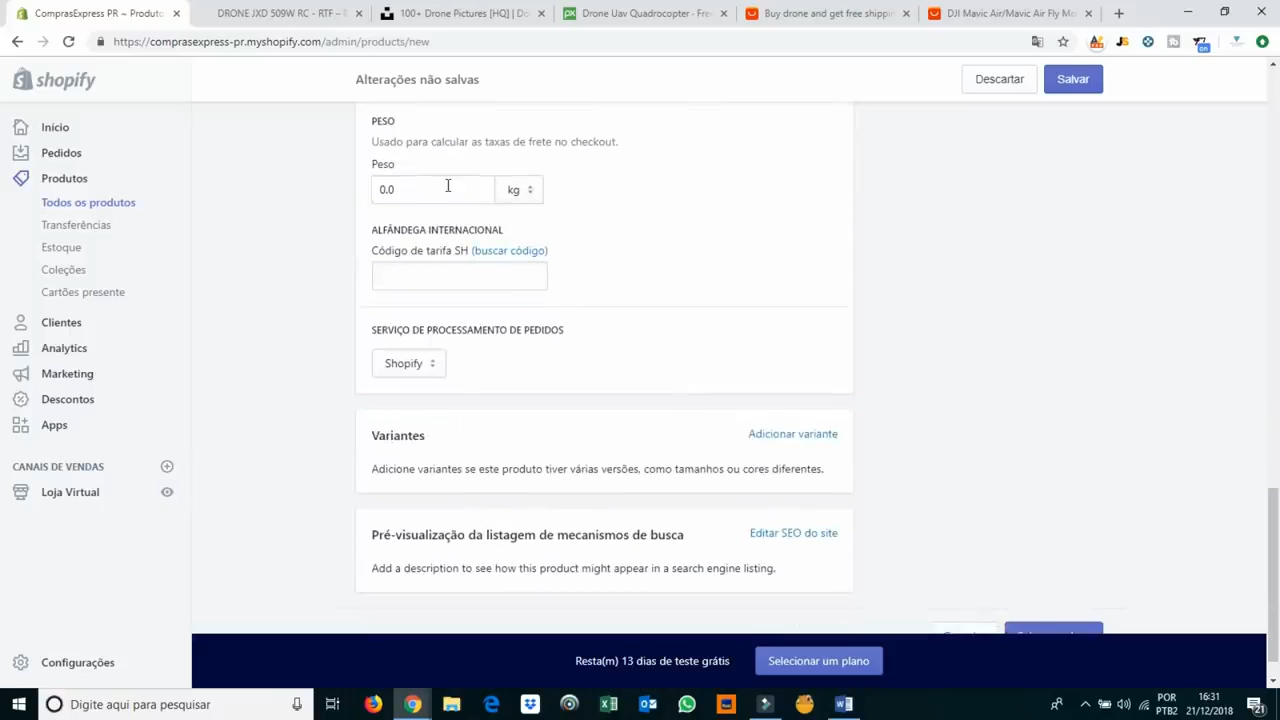 ComprasExpress PR ~ Produto
DRONE JXD 509W RC - RTF –
100+ Drone Pictures [HQ] | Do
Drone Uav Quadrocopter - Free
Buy drone and get free shippin
DJI Mavic Air/Mavic Air Fly Mo
https://comprasexpress-pr.myshopify.com/admin/products/new
JS
on
shopify
Alterações não salvas
Descartar
Salvar
Início
Pedidos
Produtos
Todos os produtos
Transferências
Estoque
Coleções
Cartões presente
Clientes
Analytics
Marketing
Descontos
Apps
CANAIS DE VENDAS
Loja Virtual
Configurações
PESO
Usado para calcular as taxas de frete no checkout.
Peso
0.0
kg
ALFÂNDEGA INTERNACIONAL
Código de tarifa SH (buscar código)
SERVIÇO DE PROCESSAMENTO DE PEDIDOS
Shopify
Variantes
Adicionar variante
Adicione variantes se este produto tiver várias versões, como tamanhos ou cores diferentes.
Pré-visualização da listagem de mecanismos de busca
Editar SEO do site
Add a description to see how this product might appear in a search engine listing.
Resta(m) 13 dias de teste grátis
Selecionar um plano
Digite aqui para pesquisar
POR
PTB2
16:31
21/12/2018
21